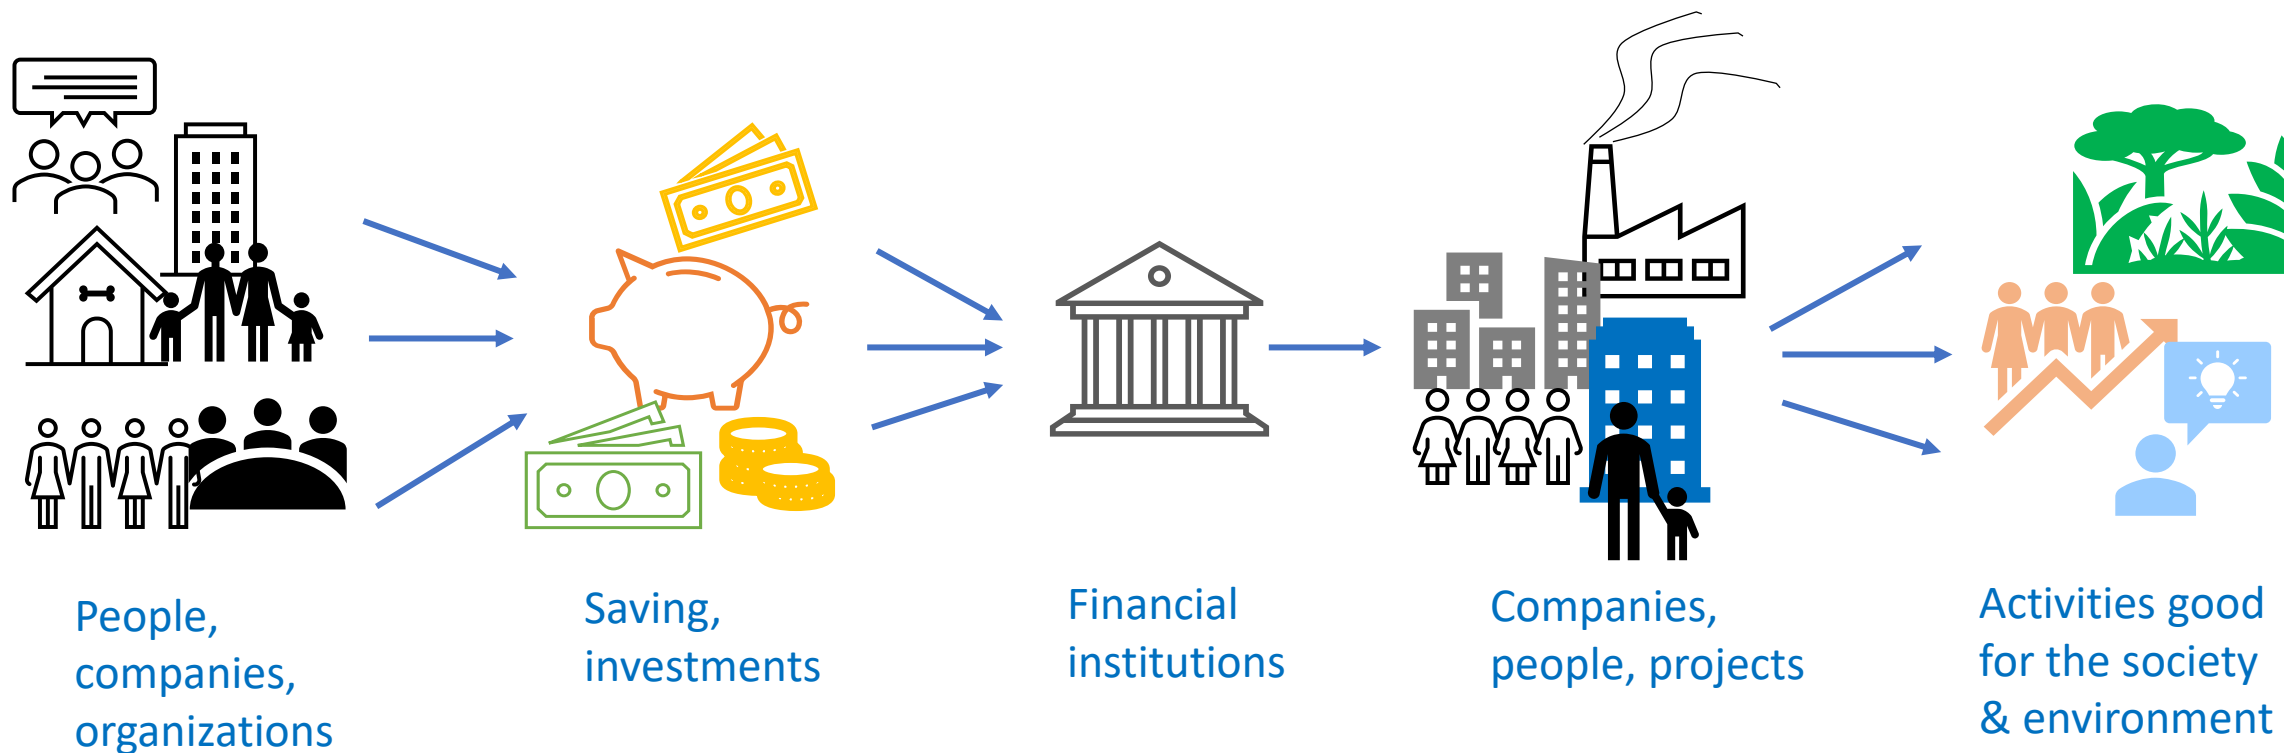 People,
companies,
organizations
Saving,
investments
Financial
institutions
Companies,
people, projects
Activities good
for the society
& environment